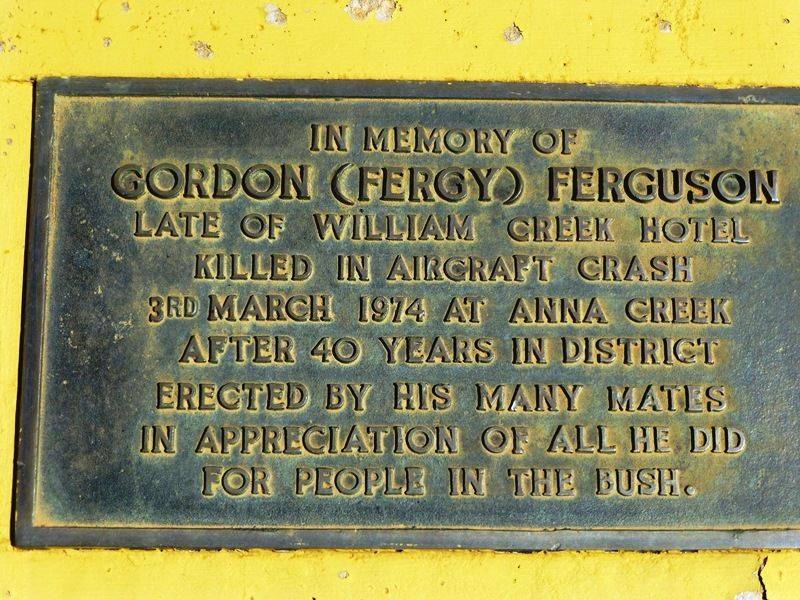 IN MEMORY OF
GORDON (FERGY) FERGUSON
LATE OF WILLIAM CREEK HOTEL
KILLED IN AIRCRAFT CRASH
3RD MARCH 1974 AT ANNA CREEK
AFTER 40 YEARS IN DISTRICT
ERECTED BY HIS MANY MATES
IN APPRECIATION OF ALL HE DID
FOR PEOPLE IN THE BUSH.